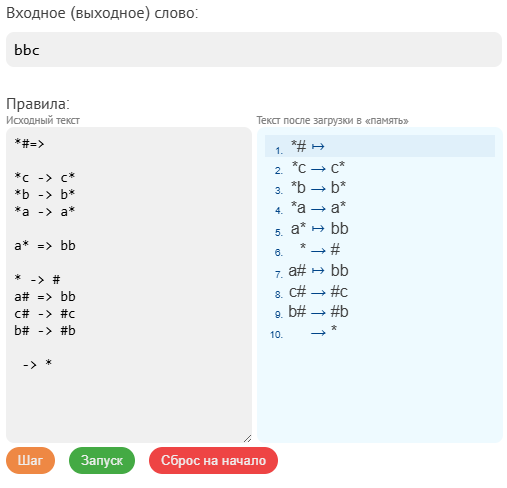 Входное (выходное) слово:
bbc
Правила:
Исходный текст
*#=>
*c -> c*
*b -> b*
*a -> a*
a* => bb
* -> #
a# => bb
c# -> #c
b# -> #b
-> *
Текст после загрузки в «память»
1. *# ↦
2. *c → c*
3. *b → b*
4. *a → a*
5. a* ↦ bb
6. * → #
7. a# ↦ bb
8. c# → #c
9. b# → #b
10. → *
Шаг
Запуск
Сброс на начало